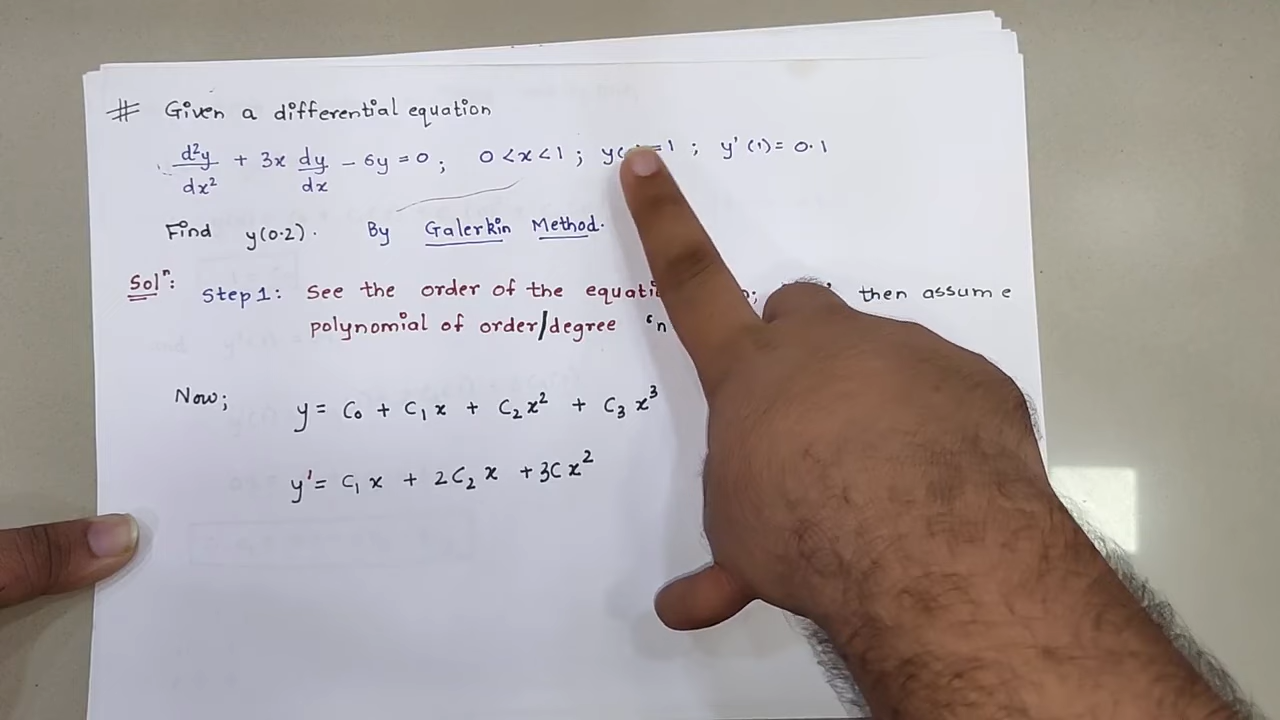 # Given a differential equation
d²y/dx² + 3x dy/dx − 6y = 0 ; 0 < x < 1 ; y( =1 ; y'(1) = 0.1
Find y(0.2). By Galerkin Method.
Solⁿ: Step 1: See the order of the then assume
polynomial of order/degree 'n
Now; y = C₀ + C₁x + C₂x² + C₃x³
y' = C₁x + 2C₂x + 3Cx²